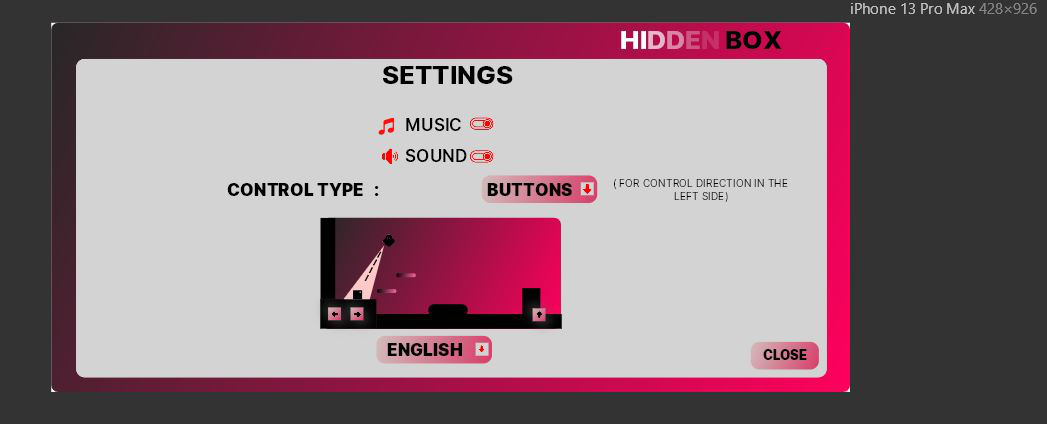 iPhone 13 Pro Max 428×926
HIDDEN BOX
SETTINGS
MUSIC
SOUND
CONTROL TYPE :
BUTTONS
( FOR CONTROL DIRECTION IN THE
LEFT SIDE)
ENGLISH
CLOSE